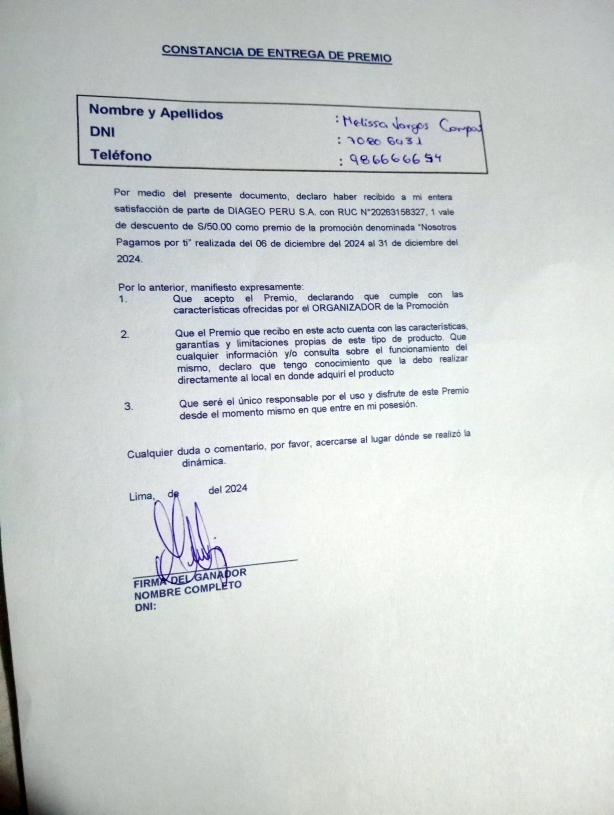 CONSTANCIA DE ENTREGA DE PREMIO
Nombre y Apellidos : Melissa Vargas
DNI : 7080 6431
Teléfono : 986666654
Por medio del presente documento, declaro haber recibido a mi entera
satisfacción de parte de DIAGEO PERU S.A. con RUC N°20263158327, 1 vale
de descuento de S/50.00 como premio de la promoción denominada "Nosotros
Pagamos por ti" realizada del 06 de diciembre del 2024 al 31 de diciembre del
2024.
Por lo anterior, manifiesto expresamente:
1. Que acepto el Premio, declarando que cumple con las
características ofrecidas por el ORGANIZADOR de la Promoción
2. Que el Premio que recibo en este acto cuenta con las características,
garantías y limitaciones propias de este tipo de producto. Que
cualquier información y/o consulta sobre el funcionamiento del
mismo, declaro que tengo conocimiento que la debo realizar
directamente al local en donde adquirí el producto
3. Que seré el único responsable por el uso y disfrute de este Premio
desde el momento mismo en que entre en mi posesión.
Cualquier duda o comentario, por favor, acercarse al lugar dónde se realizó la
dinámica.
Lima, de del 2024
FIRMA DEL GANADOR
NOMBRE COMPLETO
DNI: